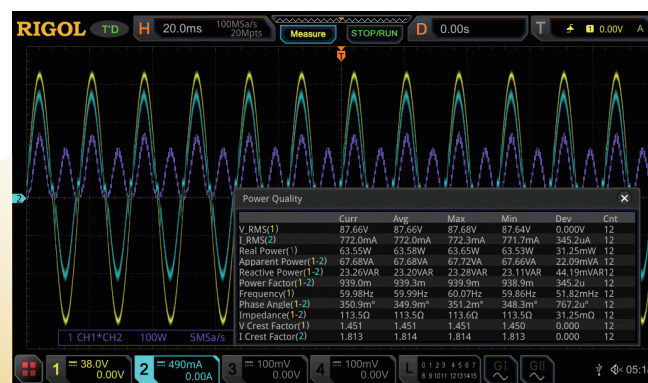 RIGOL T'D H 20.0ms 100MSa/s 20Mpts Measure STOP/RUN D 0.00s T 1 0.00V A
T
2
Power Quality
Curr Avg Max Min Dev Cnt
V_RMS(1) 87.66V 87.66V 87.68V 87.64V 0.000V 12
I_RMS(2) 772.0mA 772.0mA 772.3mA 771.7mA 345.2uA 12
Real Power(1) 63.55W 63.58W 63.65W 63.53W 31.25mW 12
Apparent Power(1-2) 67.68VA 67.68VA 67.72VA 67.66VA 22.09mVA 12
Reactive Power(1-2) 23.26VAR 23.20VAR 23.28VAR 23.11VAR 44.19mVAR12
Power Factor(1-2) 939.0m 939.3m 939.9m 938.9m 345.2u 12
Frequency(1) 59.98Hz 59.99Hz 60.07Hz 59.86Hz 51.82mHz 12
Phase Angle(1-2) 350.9m° 349.9m° 351.2m° 348.3m° 767.2u° 12
Impedance(1-2) 113.5Ω 113.5Ω 113.6Ω 113.5Ω 31.25mΩ 12
V Crest Factor(1) 1.451 1.451 1.451 1.450 0.000 12
I Crest Factor(2) 1.813 1.814 1.814 1.813 0.000 12
1 CH1*CH2 100W 5MSa/s
1 38.0V 0.00V 2 490mA 0.00A 3 100mV 0.00V 4 100mV 0.00V L 0 1 2 3 4 5 6 7 8 9 10 11 12 13 14 15 GI GII 05:18